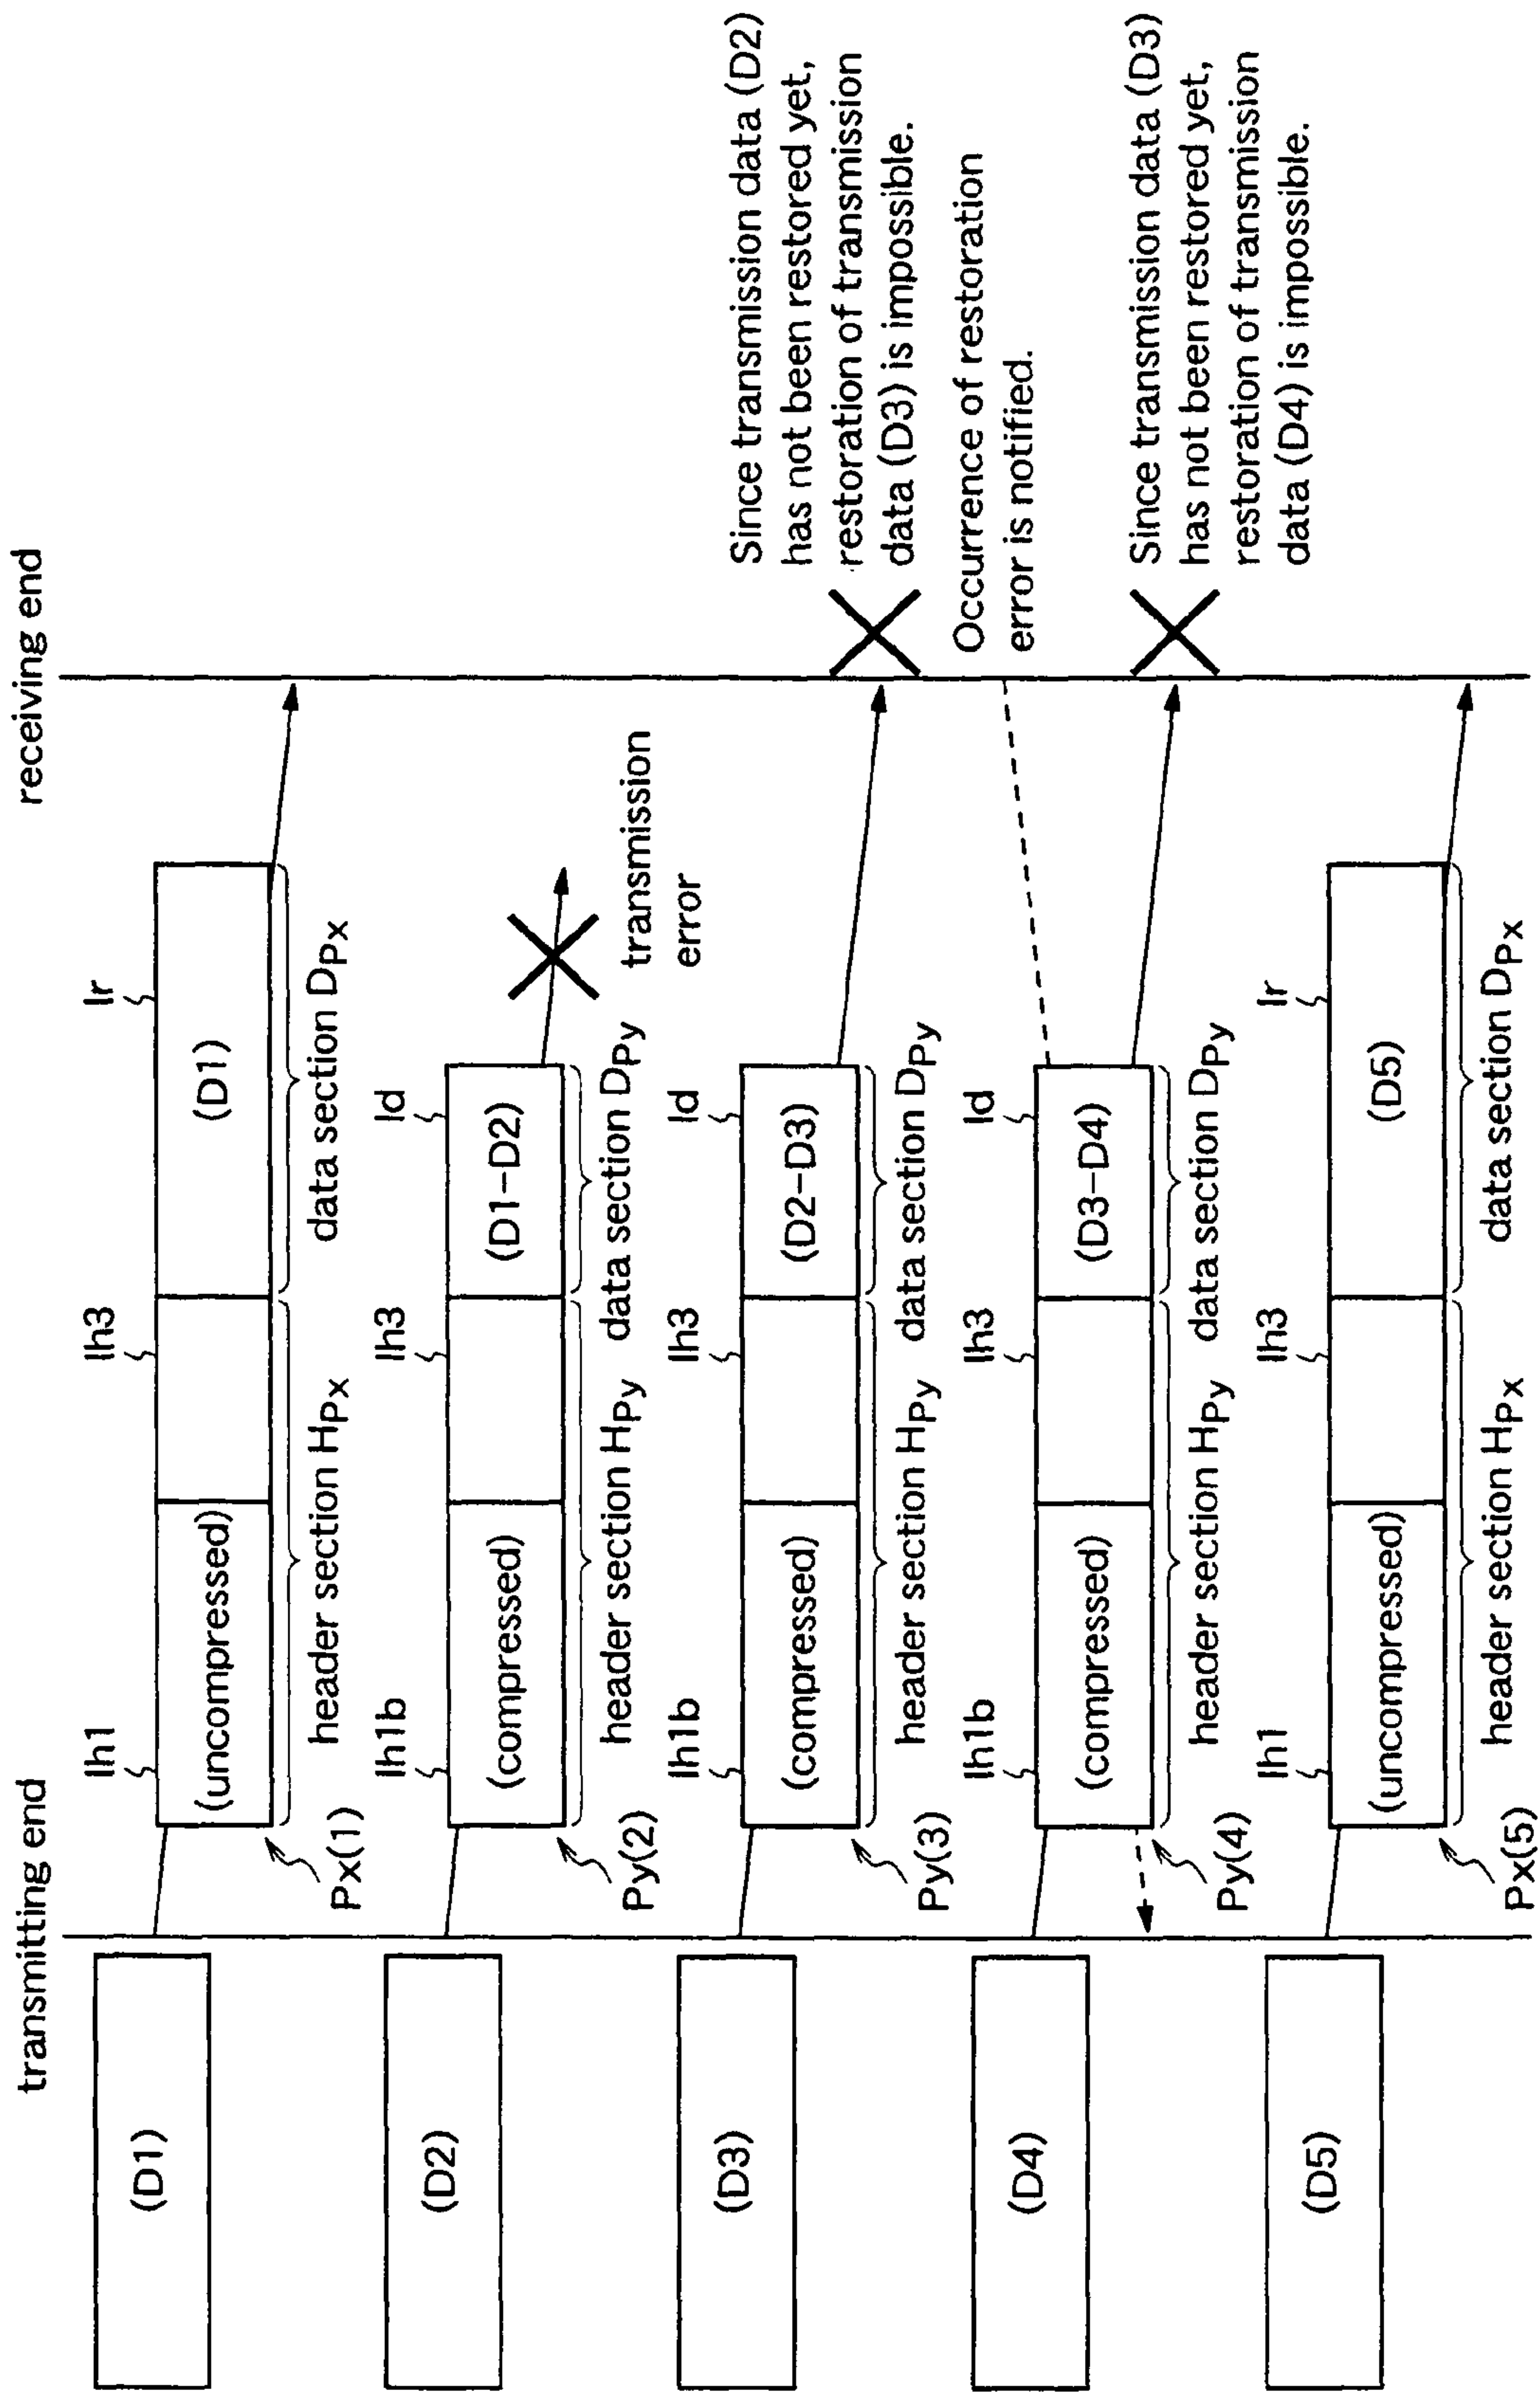 transmitting end
receiving end
(D1)
Ih1
Ih3
Ir
(uncompressed)
(D1)
header section HPx
data section DPx
Px(1)
(D2)
Ih1b
Ih3
Id
(compressed)
(D1−D2)
header section HPy
data section DPy
Py(2)
transmission
error
(D3)
Ih1b
Ih3
Id
(compressed)
(D2−D3)
header section HPy
data section DPy
Py(3)
Since transmission data (D2)
has not been restored yet,
restoration of transmission
data (D3) is impossible.
Occurrence of restoration
error is notified.
(D4)
Ih1b
Ih3
Id
(compressed)
(D3−D4)
header section HPy
data section DPy
Py(4)
Since transmission data (D3)
has not been restored yet,
restoration of transmission
data (D4) is impossible.
(D5)
Ih1
Ih3
Ir
(uncompressed)
(D5)
header section HPx
data section DPx
Px(5)